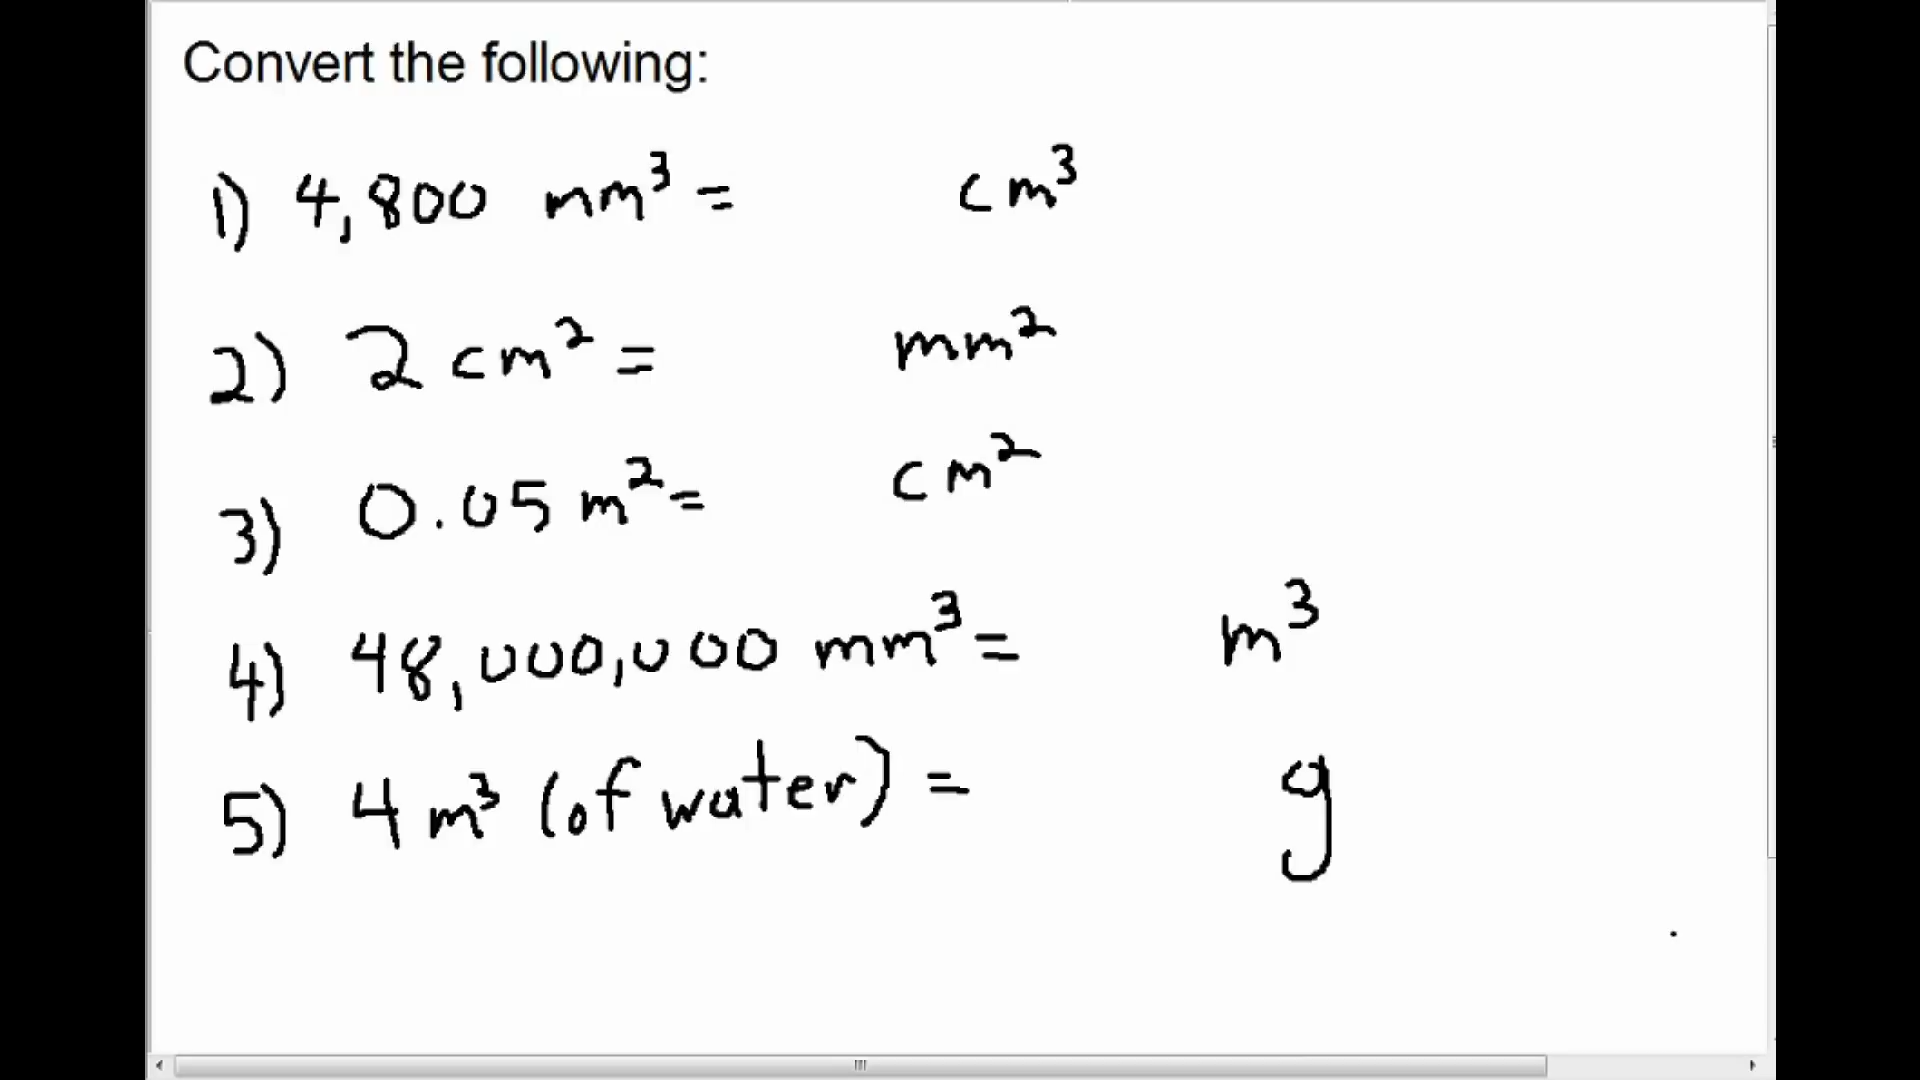 Convert the following:
1) 4,800 mm³ = cm³
2) 2 cm² = mm²
3) 0.05 m² = cm²
4) 48,000,000 mm³ = m³
5) 4 m³ (of water) = g